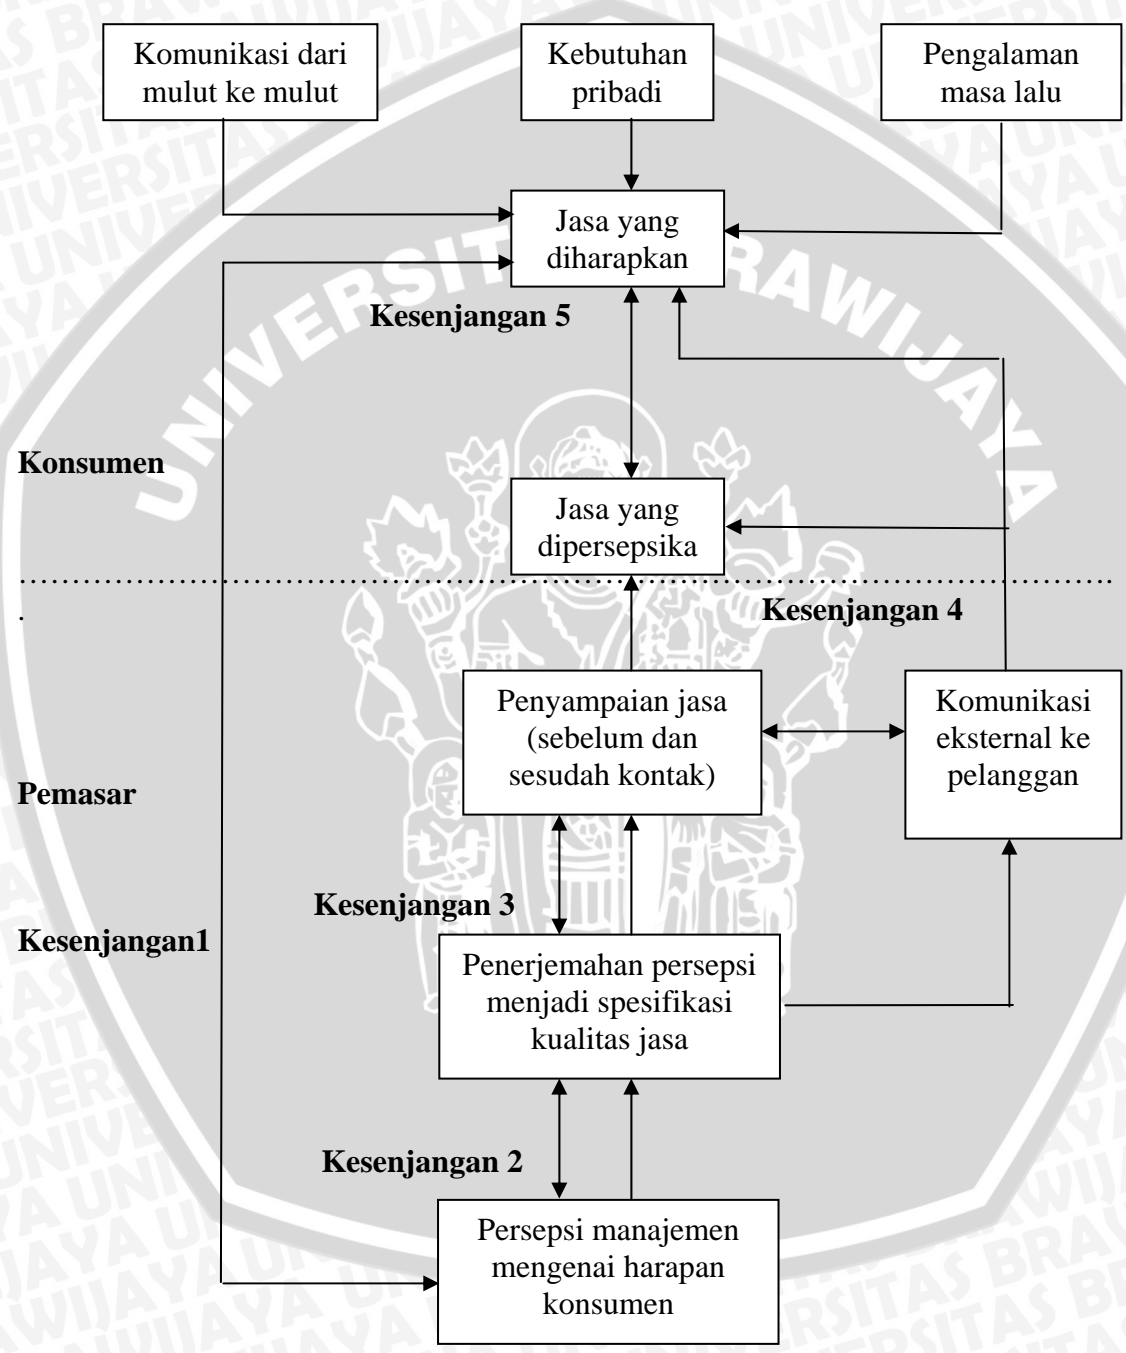 Komunikasi dari
mulut ke mulut
Kebutuhan
pribadi
Pengalaman
masa lalu
Jasa yang
diharapkan
Kesenjangan 5
Konsumen
Jasa yang
dipersepsika
Kesenjangan 4
Penyampaian jasa
(sebelum dan
sesudah kontak)
Komunikasi
eksternal ke
pelanggan
Pemasar
Kesenjangan 3
Kesenjangan1
Penerjemahan persepsi
menjadi spesifikasi
kualitas jasa
Kesenjangan 2
Persepsi manajemen
mengenai harapan
konsumen
UNIVERSITAS BRAWIJAYA